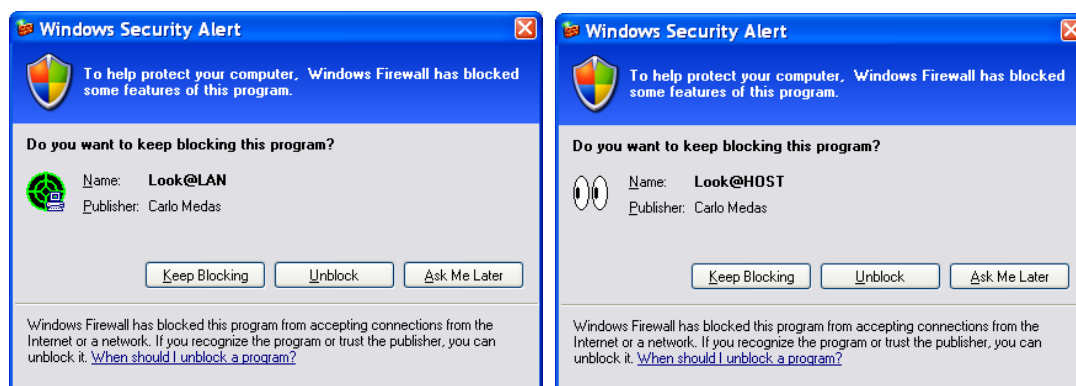 Windows Security Alert
To help protect your computer, Windows Firewall has blocked
some features of this program.
Do you want to keep blocking this program?
Name: Look@LAN
Publisher: Carlo Medas
Keep Blocking Unblock Ask Me Later
Windows Firewall has blocked this program from accepting connections from the
Internet or a network. If you recognize the program or trust the publisher, you can
unblock it. When should I unblock a program?
Windows Security Alert
To help protect your computer, Windows Firewall has blocked
some features of this program.
Do you want to keep blocking this program?
Name: Look@HOST
Publisher: Carlo Medas
Keep Blocking Unblock Ask Me Later
Windows Firewall has blocked this program from accepting connections from the
Internet or a network. If you recognize the program or trust the publisher, you can
unblock it. When should I unblock a program?